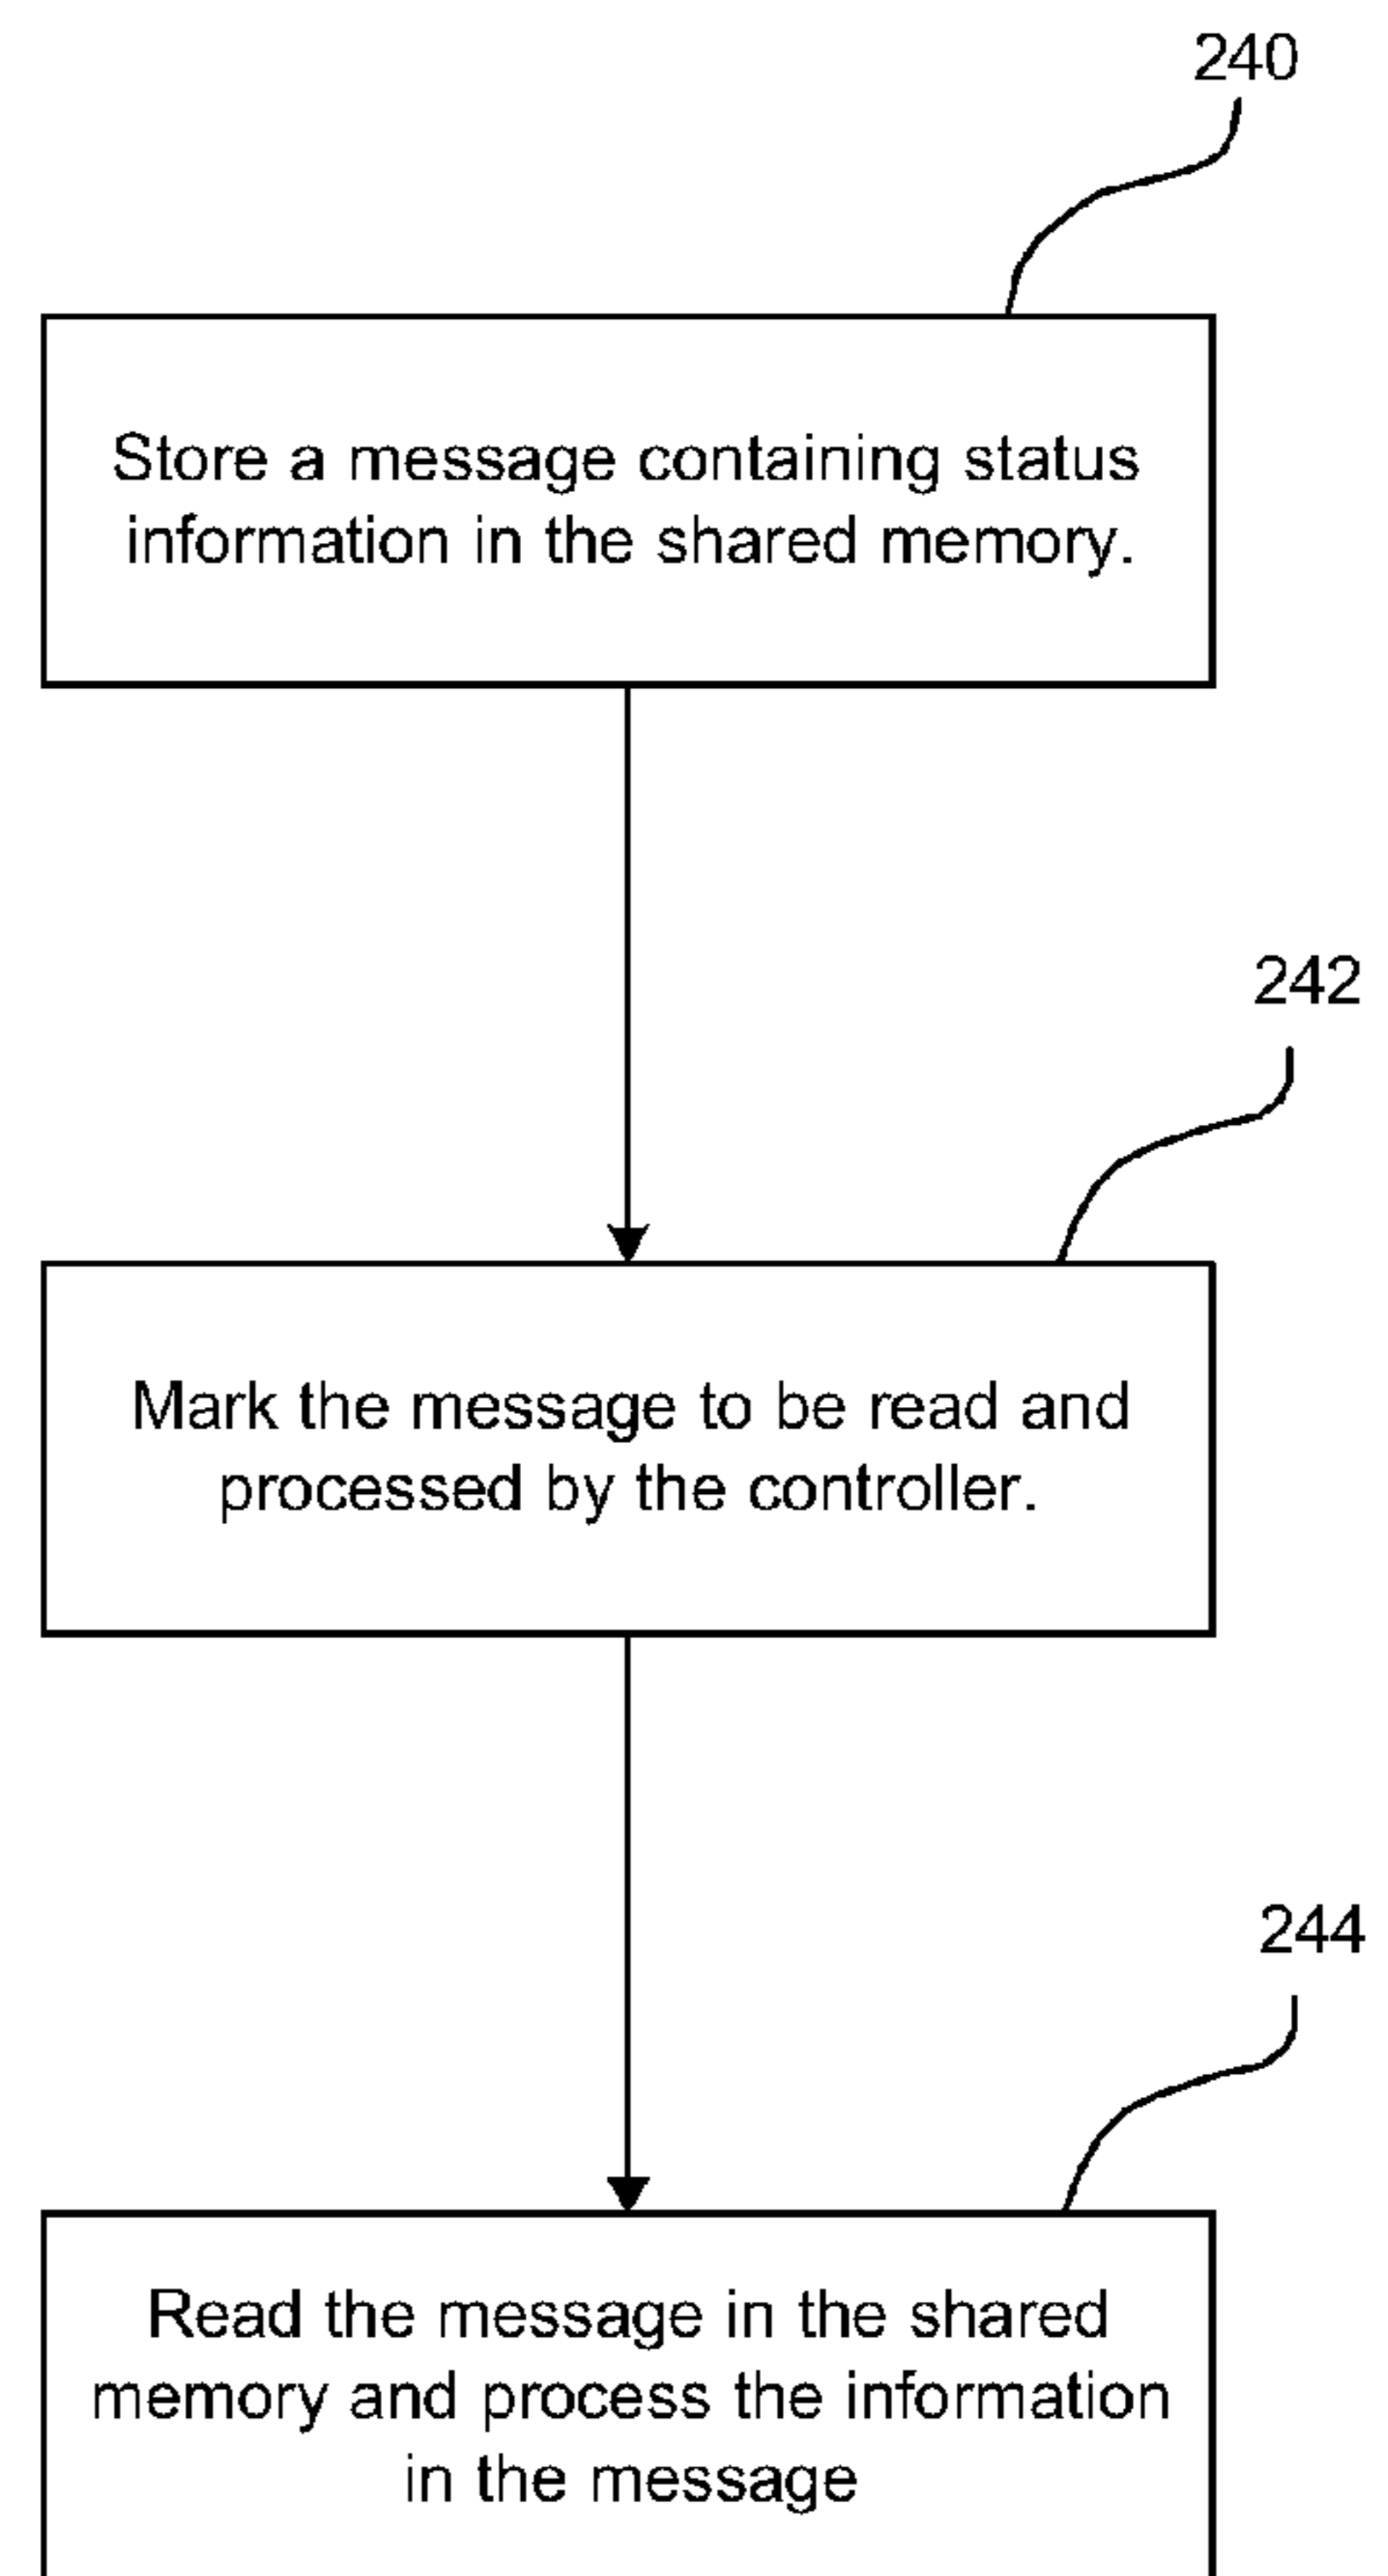 240
Store a message containing status
information in the shared memory.
242
Mark the message to be read and
processed by the controller.
244
Read the message in the shared
memory and process the information
in the message